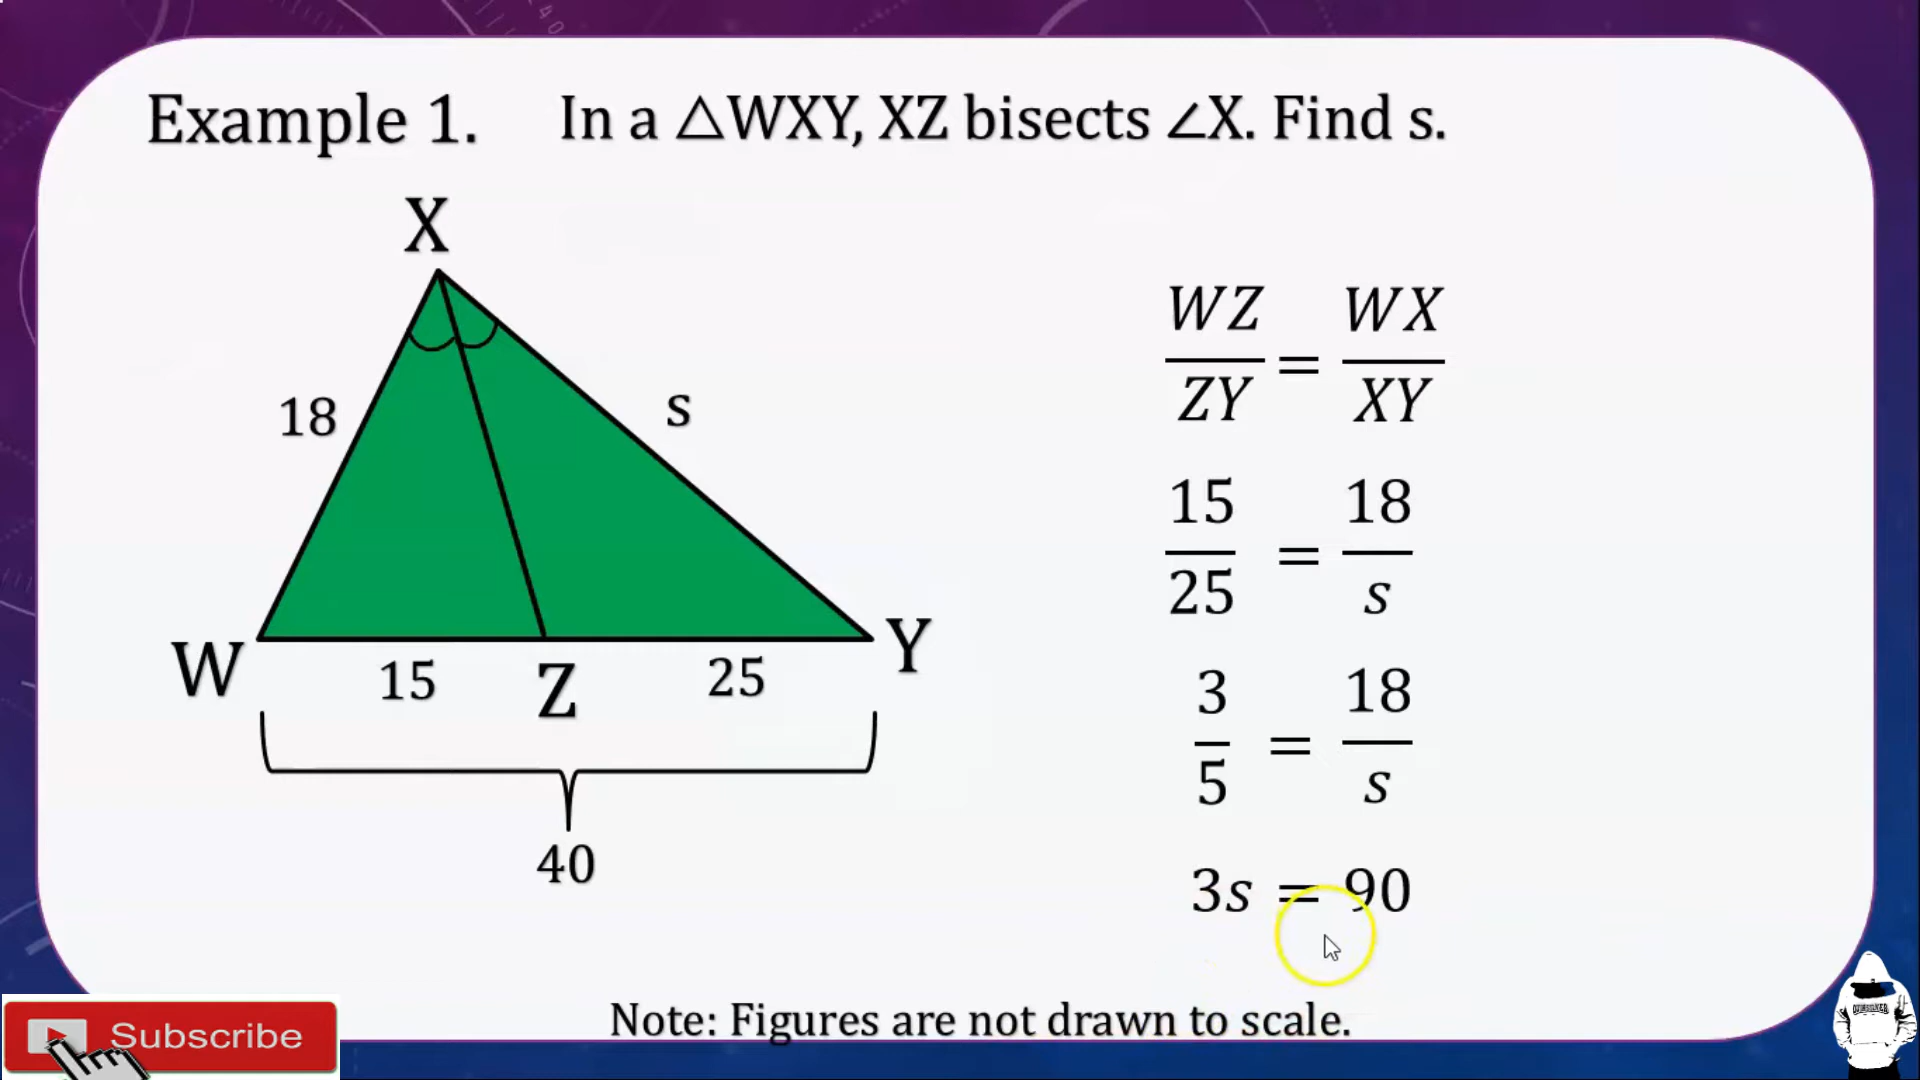 Example 1. In a △WXY, XZ bisects ∠X. Find s.
X
18
s
W
15
Z
25
Y
40
WZ/ZY = WX/XY
15/25 = 18/s
3/5 = 18/s
3s = 90
Note: Figures are not drawn to scale.
Subscribe